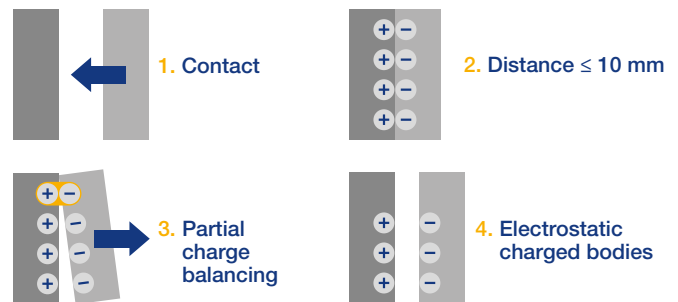 1. Contact
2. Distance ≤ 10 mm
3. Partial
charge
balancing
4. Electrostatic
charged bodies
+ −
+ −
+ −
+ −
+ −
+ −
+ −
+ −
+ −
+ −
+ −